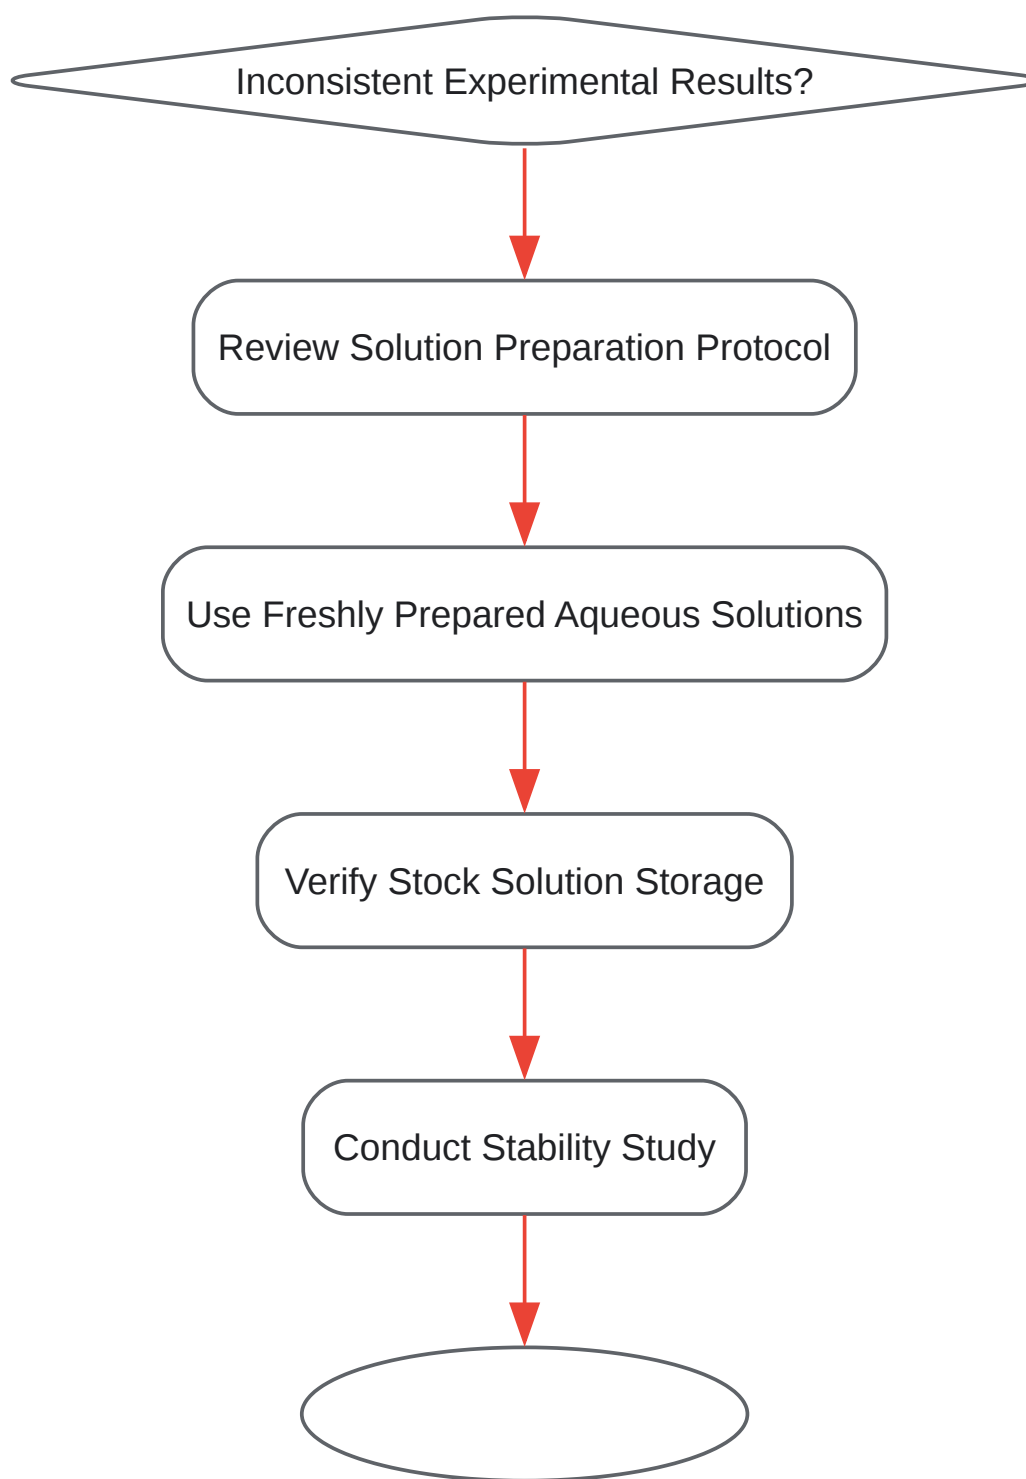 Inconsistent Experimental Results?
Review Solution Preparation Protocol
Use Freshly Prepared Aqueous Solutions
Verify Stock Solution Storage
Conduct Stability Study